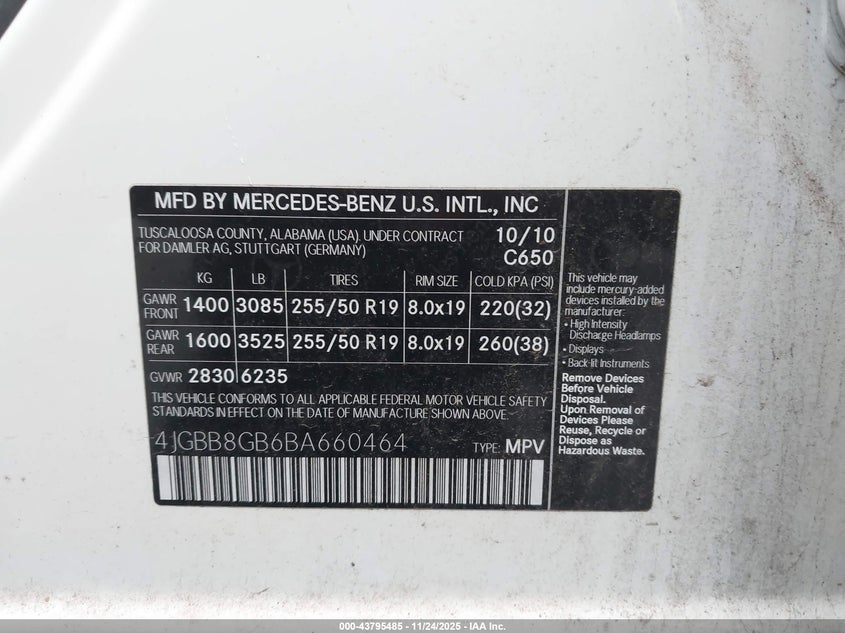 MFD BY MERCEDES-BENZ U.S. INTL., INC
TUSCALOOSA COUNTY, ALABAMA (USA). UNDER CONTRACT
FOR DAIMLER AG, STUTTGART (GERMANY)
10/10
C650
KG LB TIRES RIM SIZE COLD KPA (PSI)
GAWR FRONT 1400 3085 255/50 R19 8.0x19 220(32)
GAWR REAR 1600 3525 255/50 R19 8.0x19 260(38)
GVWR 2830 6235
THIS VEHICLE CONFORMS TO ALL APPLICABLE FEDERAL MOTOR VEHICLE SAFETY
STANDARDS IN EFFECT ON THE DATE OF MANUFACTURE SHOWN ABOVE.
4JGBB8GB6BA660464 TYPE: MPV
This vehicle may
include mercury-added
devices installed by the
manufacturer:
• High Intensity
Discharge Headlamps
• Displays
• Back-lit Instruments
Remove Devices
Before Vehicle
Disposal.
Upon Removal of
Devices Please
Reuse, Recycle or
Dispose as
Hazardous Waste.
000-43795485 - 11/24/2025 - IAA Inc.